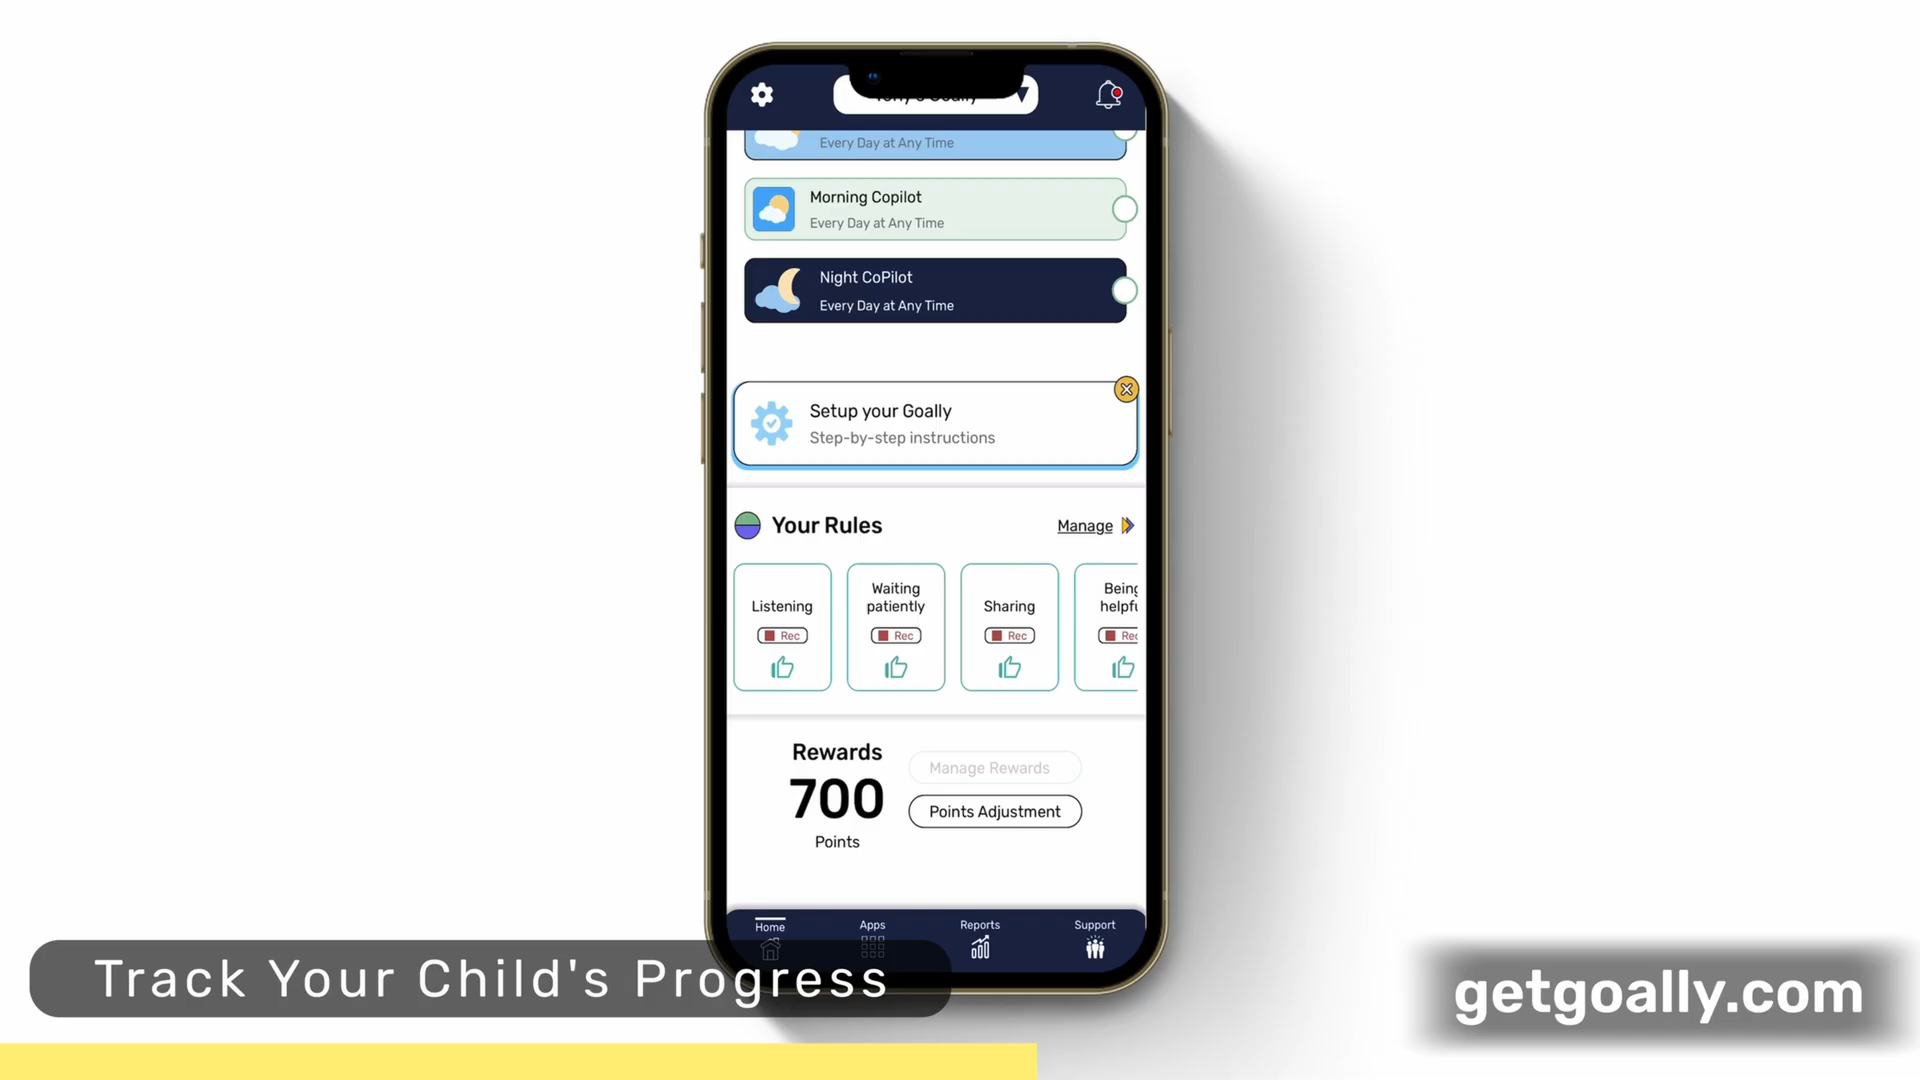 Every Day at Any Time
Morning Copilot
Every Day at Any Time
Night CoPilot
Every Day at Any Time
Setup your Goally
Step-by-step instructions
Your Rules
Manage
Listening
Rec
Waiting
patiently
Rec
Sharing
Rec
Being
helpfu
Rec
Rewards
700
Points
Manage Rewards
Points Adjustment
Home
Apps
Reports
Support
Track Your Child's Progress
getgoally.com